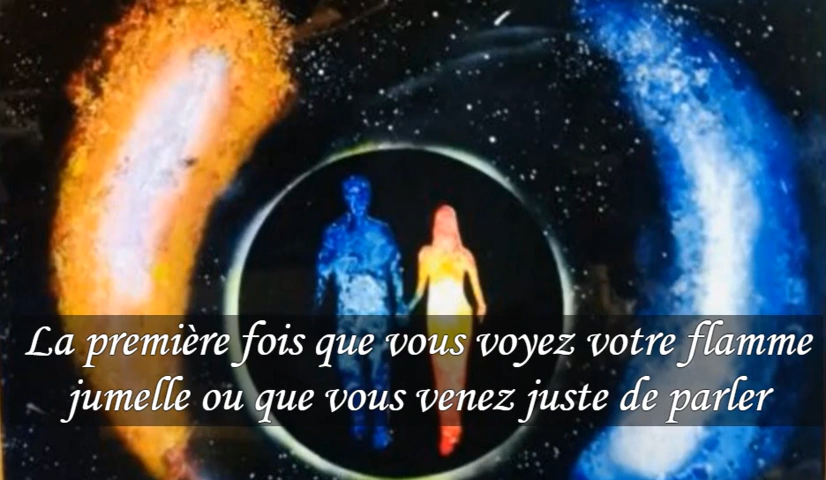 La première fois que vous voyez votre flamme
jumelle ou que vous venez juste de parler